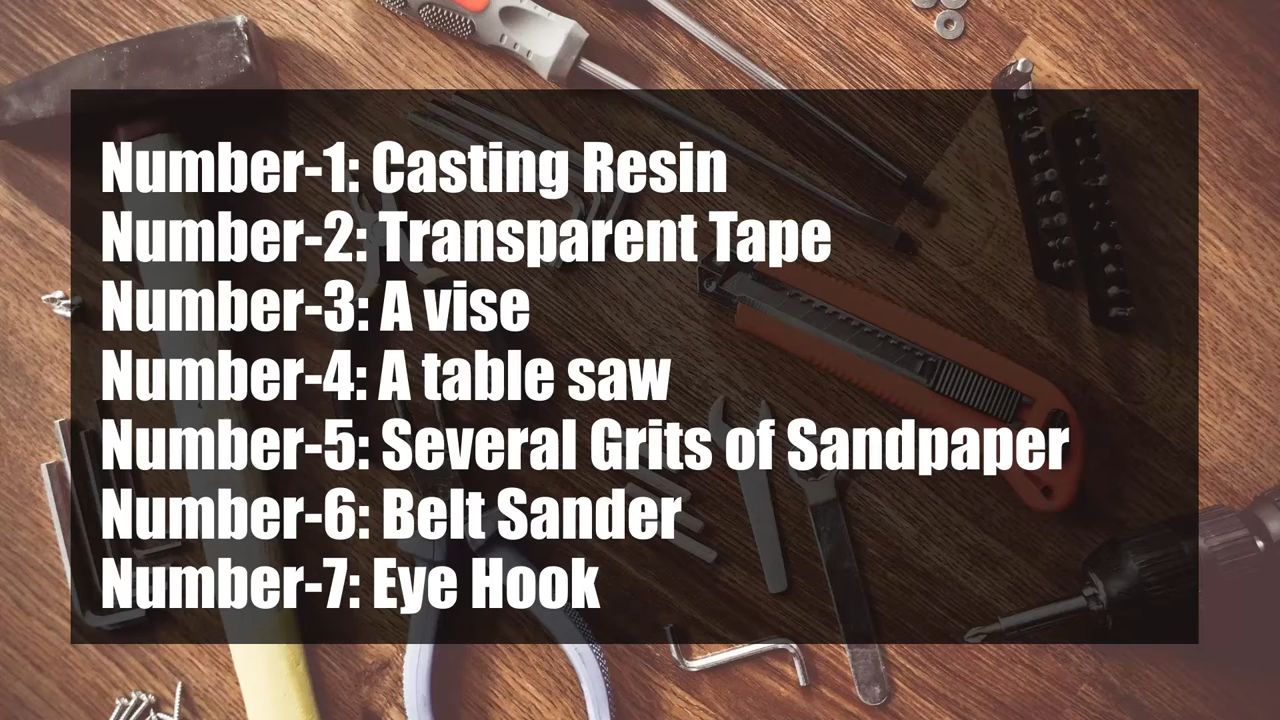 Number-1: Casting Resin
Number-2: Transparent Tape
Number-3: A vise
Number-4: A table saw
Number-5: Several Grits of Sandpaper
Number-6: Belt Sander
Number-7: Eye Hook